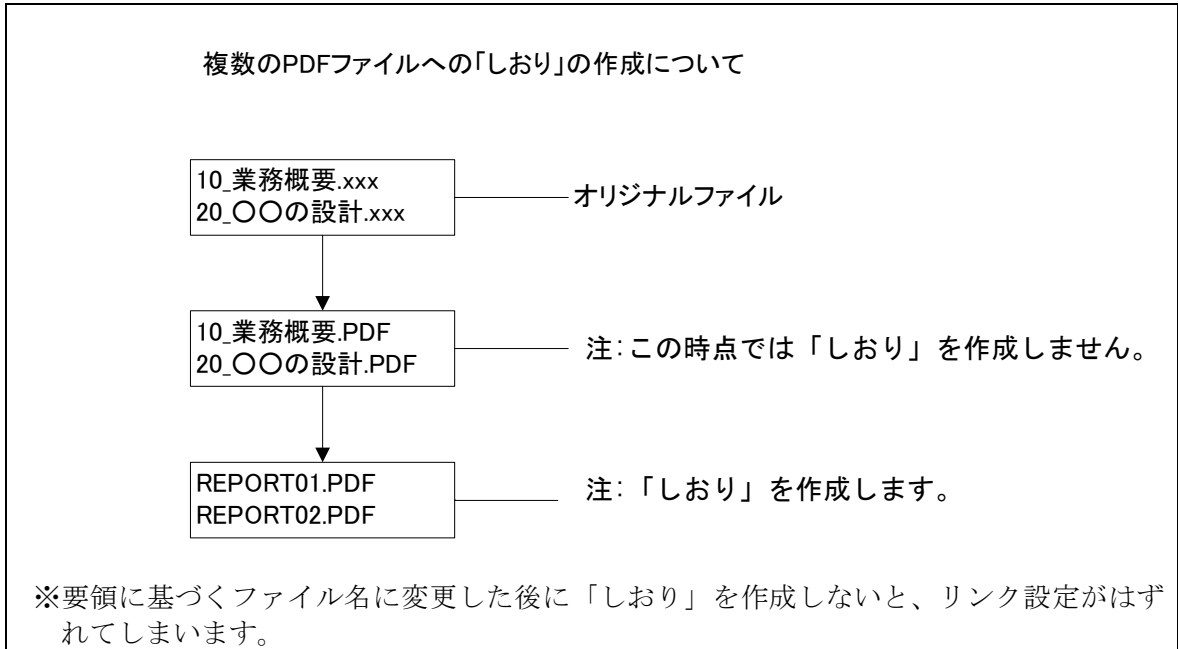 複数のPDFファイルへの「しおり」の作成について
10_業務概要.xxx
20_〇〇の設計.xxx
オリジナルファイル
10_業務概要.PDF
20_〇〇の設計.PDF
注:この時点では「しおり」を作成しません。
REPORT01.PDF
REPORT02.PDF
注:「しおり」を作成します。
※要領に基づくファイル名に変更した後に「しおり」を作成しないと、リンク設定がはず
れてしまいます。